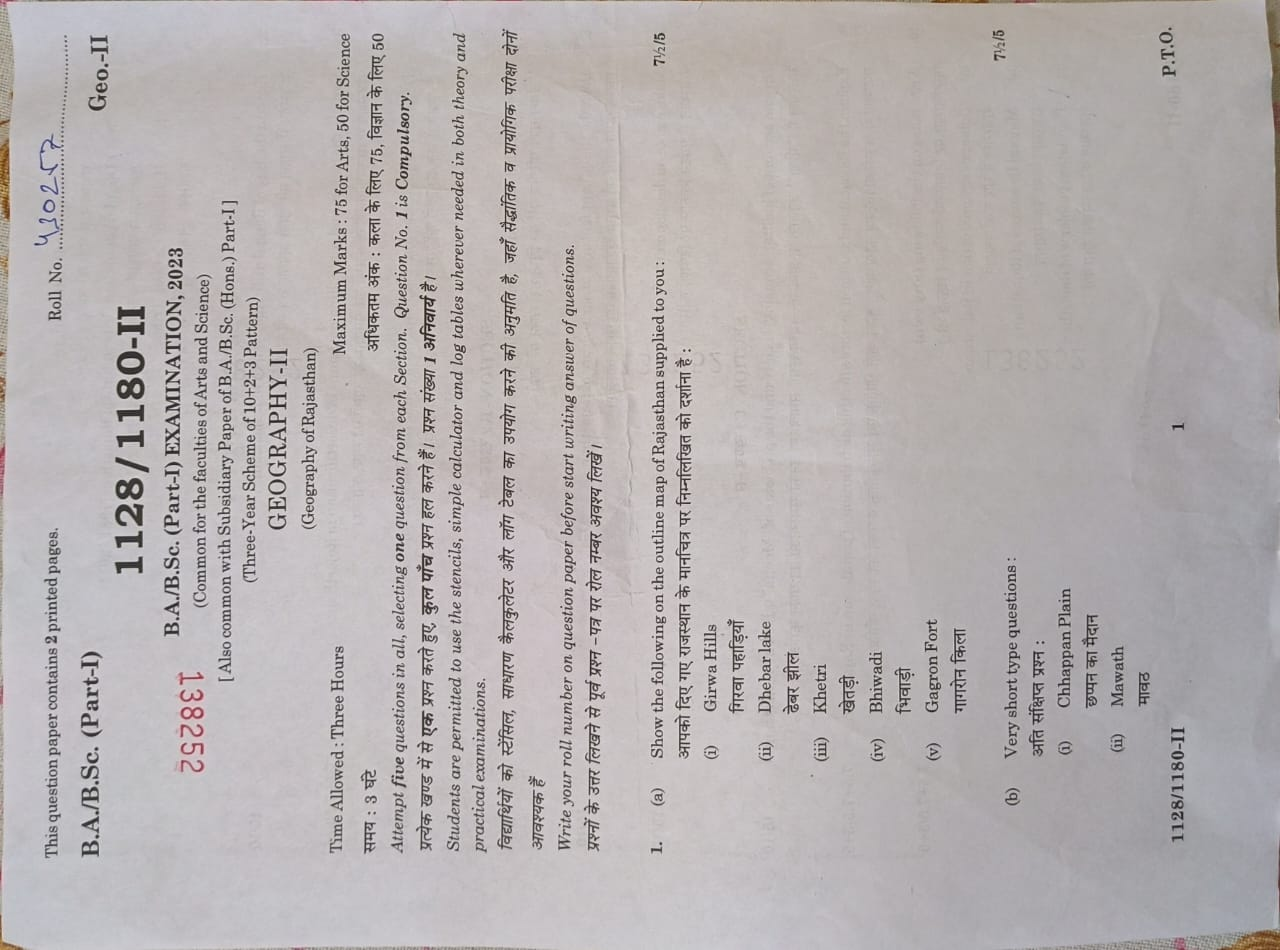 This question paper contains 2 printed pages. Roll No. 430257
B.A./B.Sc. (Part-I) Geo.-II
1128/1180-II
138252
B.A./B.Sc. (Part-I) EXAMINATION, 2023
(Common for the faculties of Arts and Science)
[Also common with Subsidiary Paper of B.A./B.Sc. (Hons.) Part-I]
(Three-Year Scheme of 10+2+3 Pattern)
GEOGRAPHY-II
(Geography of Rajasthan)
Time Allowed : Three Hours Maximum Marks : 75 for Arts, 50 for Science
समय : 3 घंटे अधिकतम अंक : कला के लिए 75, विज्ञान के लिए 50
Attempt five questions in all, selecting one question from each Section. Question No. 1 is Compulsory.
प्रत्येक खण्ड में से एक प्रश्न करते हुए, कुल पाँच प्रश्न हल करने हैं। प्रश्न संख्या 1 अनिवार्य है।
Students are permitted to use the stencils, simple calculator and log tables wherever needed in both theory and
practical examinations.
विद्यार्थियों को स्टेंसिल, साधारण कैलकुलेटर और लॉग टेबल का उपयोग करने की अनुमति है, जहाँ सैद्धांतिक व प्रायोगिक परीक्षा दोनों
आवश्यक हैं
Write your roll number on question paper before start writing answer of questions.
प्रश्नों के उत्तर लिखने से पूर्व प्रश्न –पत्र पर रोल नम्बर अवश्य लिखें।
1. (a) Show the following on the outline map of Rajasthan supplied to you : 7½/5
आपको दिए गए राजस्थान के मानचित्र पर निम्नलिखित को दर्शाना है :
(i) Girwa Hills
गिरवा पहाड़ियाँ
(ii) Dhebar lake
ढेबर झील
(iii) Khetri
खेतड़ी
(iv) Bhiwadi
भिवाड़ी
(v) Gagron Fort
गागरोन किला
(b) Very short type questions : 7½/5
अति संक्षिप्त प्रश्न :
(i) Chhappan Plain
छप्पन का मैदान
(ii) Mawath
मावठ
1128/1180-II 1 P.T.O.